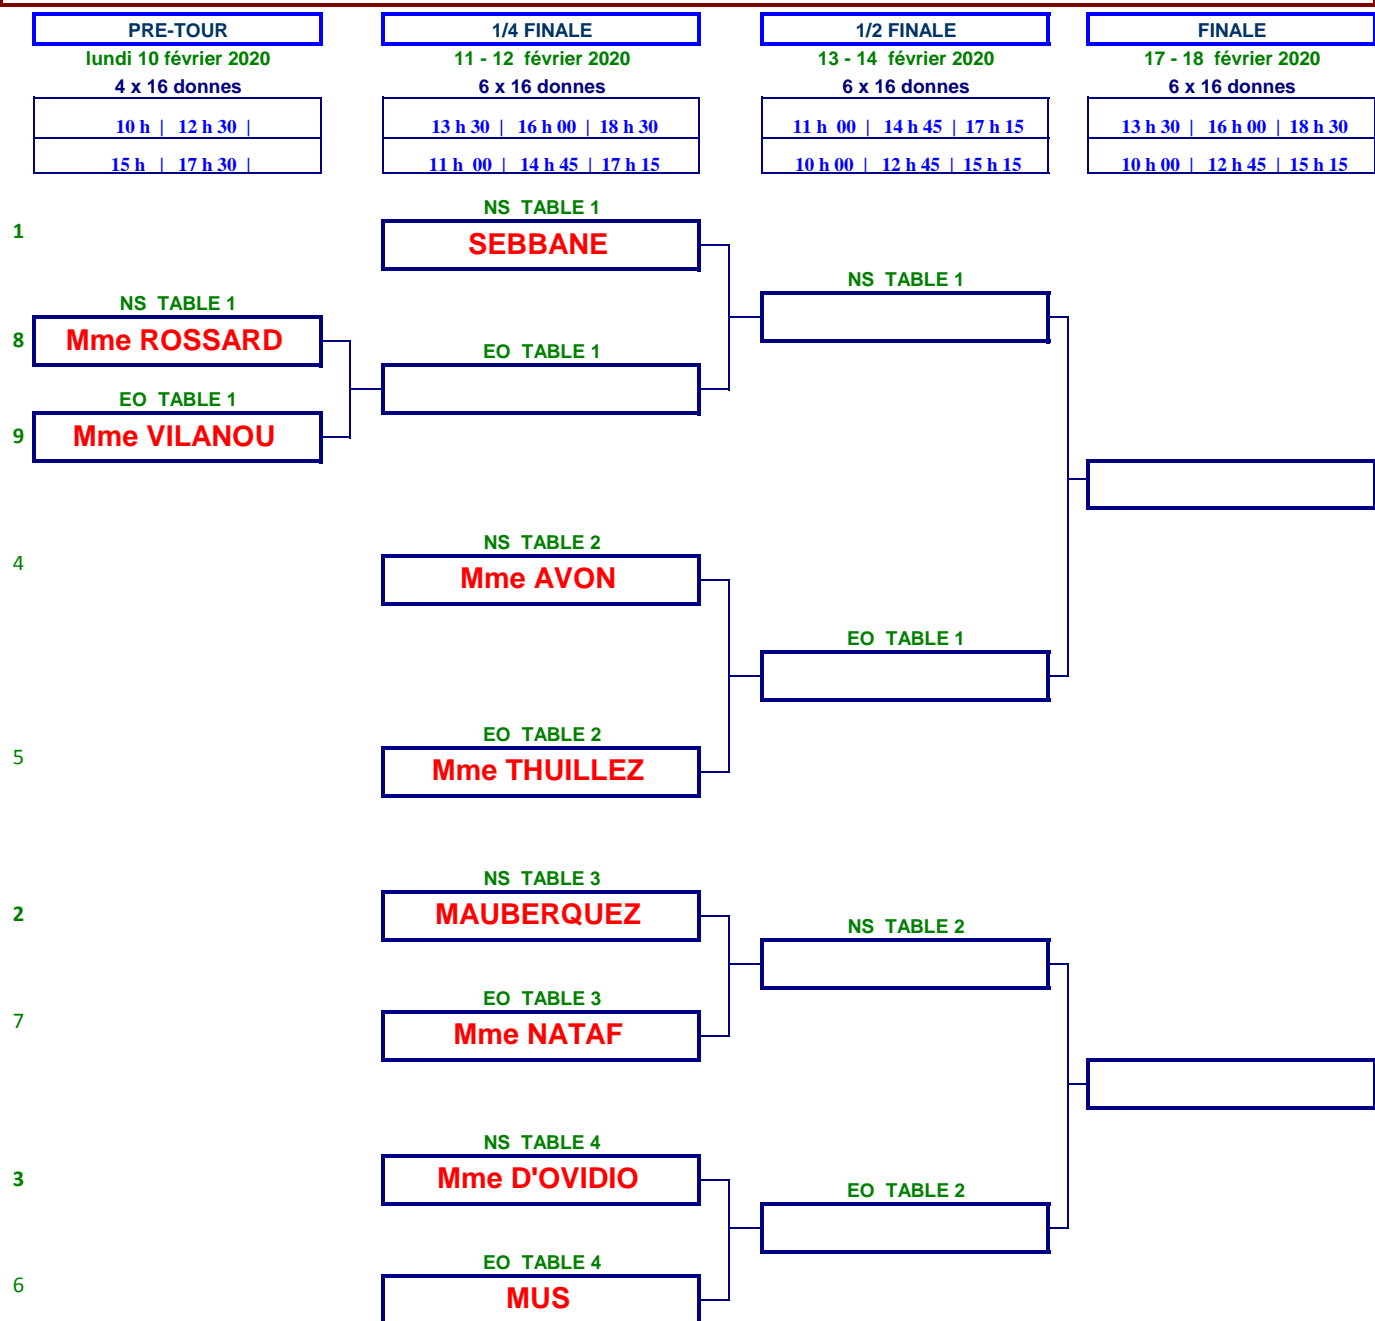 PRE-TOUR 1/4 FINALE 1/2 FINALE FINALE
lundi 10 février 2020 11 - 12 février 2020 13 - 14 février 2020 17 - 18 février 2020
4 x 16 donnes 6 x 16 donnes 6 x 16 donnes 6 x 16 donnes
10 h | 12 h 30 | 13 h 30 | 16 h 00 | 18 h 30 11 h 00 | 14 h 45 | 17 h 15 13 h 30 | 16 h 00 | 18 h 30
15 h | 17 h 30 | 11 h 00 | 14 h 45 | 17 h 15 10 h 00 | 12 h 45 | 15 h 15 10 h 00 | 12 h 45 | 15 h 15
NS TABLE 1
1 SEBBANE
NS TABLE 1
NS TABLE 1
8 Mme ROSSARD
EO TABLE 1
EO TABLE 1
9 Mme VILANOU
NS TABLE 2
4 Mme AVON
EO TABLE 1
EO TABLE 2
5 Mme THUILLEZ
NS TABLE 3
2 MAUBERQUEZ
NS TABLE 2
EO TABLE 3
7 Mme NATAF
NS TABLE 4
3 Mme D'OVIDIO
EO TABLE 2
EO TABLE 4
6 MUS